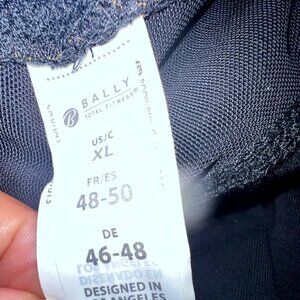 BALLY
TOTAL FITNESS
US/C
XL
FR/ES
48-50
DE
46-48
DESIGNED IN
LOS ANGELES